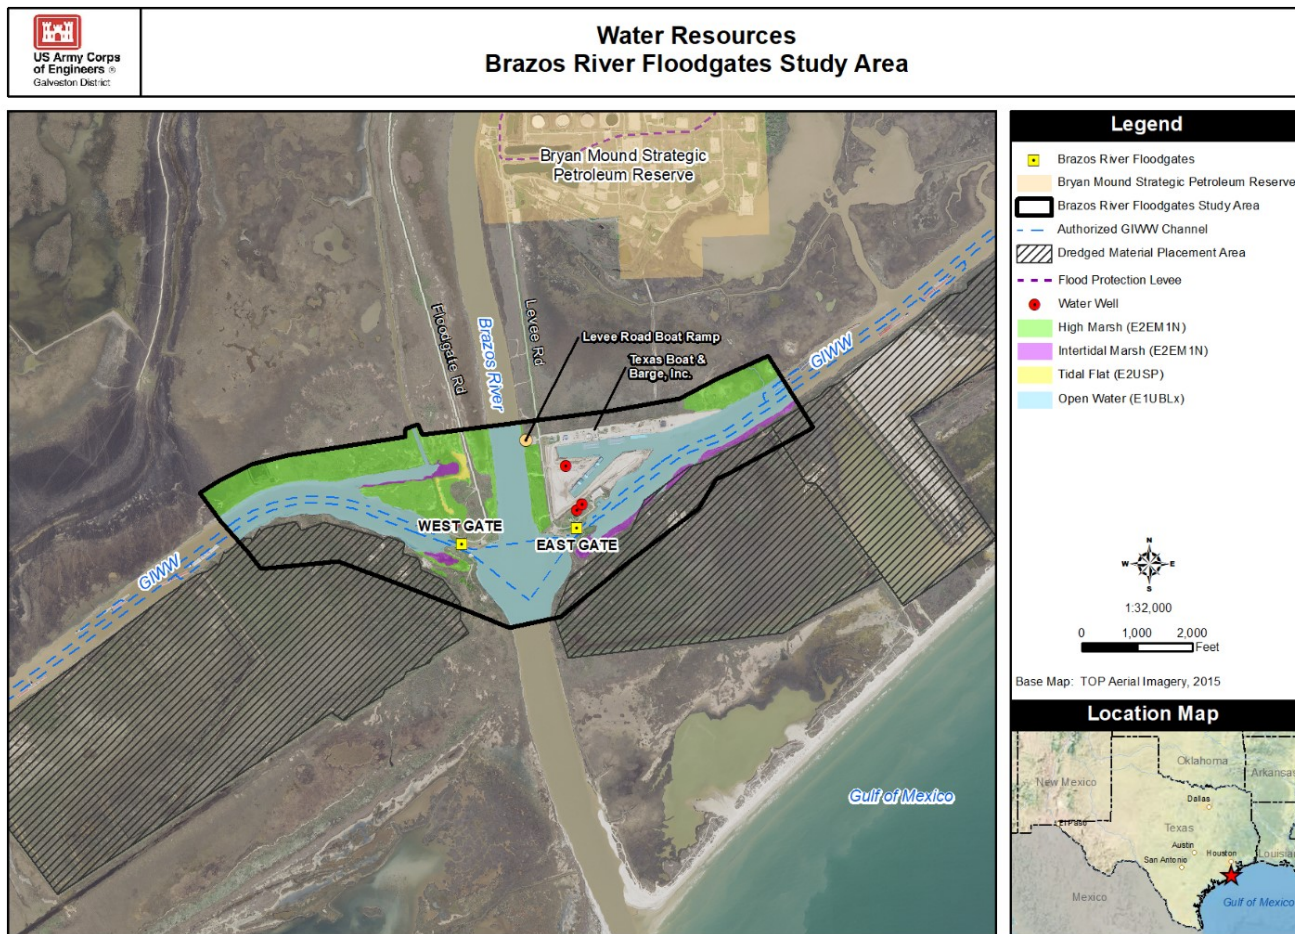 US Army Corps
of Engineers ®
Galveston District
Water Resources
Brazos River Floodgates Study Area
Bryan Mound Strategic
Petroleum Reserve
Floodgate Rd
Brazos River
Levee Rd
Levee Road Boat Ramp
Texas Boat &
Barge, Inc.
GIWW
WEST GATE
EAST GATE
GIWW
Gulf of Mexico
Legend
Brazos River Floodgates
Bryan Mound Strategic Petroleum Reserve
Brazos River Floodgates Study Area
Authorized GIWW Channel
Dredged Material Placement Area
Flood Protection Levee
Water Well
High Marsh (E2EM1N)
Intertidal Marsh (E2EM1N)
Tidal Flat (E2USP)
Open Water (E1UBLx)
N
W E
S
1:32,000
0 1,000 2,000
Feet
Base Map: TOP Aerial Imagery, 2015
Location Map
Oklahoma
Arkansas
New Mexico
Dallas
El Paso
Texas
Austin
Houston
Louisian
San Antonio
Mexico
Gulf of Mexico